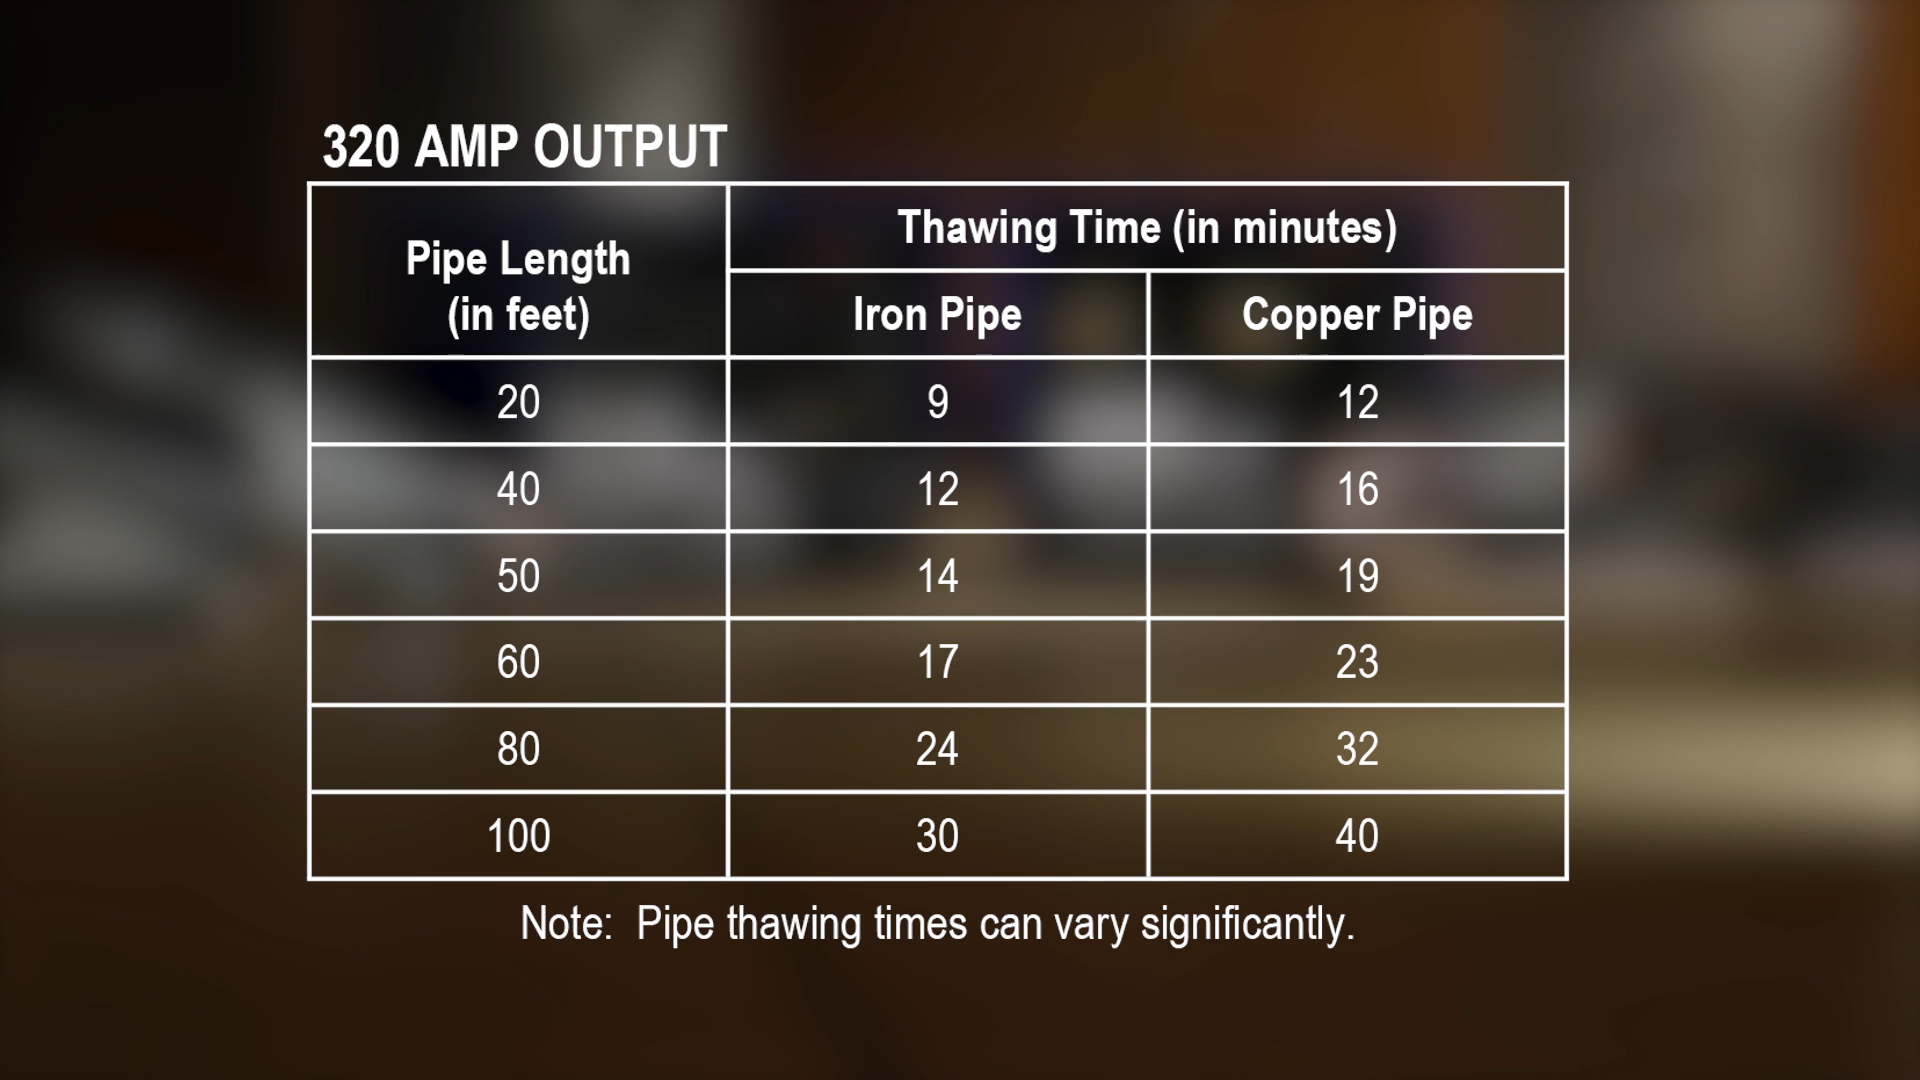 320 AMP OUTPUT
Pipe Length
(in feet)
Thawing Time (in minutes)
Iron Pipe
Copper Pipe
20 9 12
40 12 16
50 14 19
60 17 23
80 24 32
100 30 40
Note: Pipe thawing times can vary significantly.